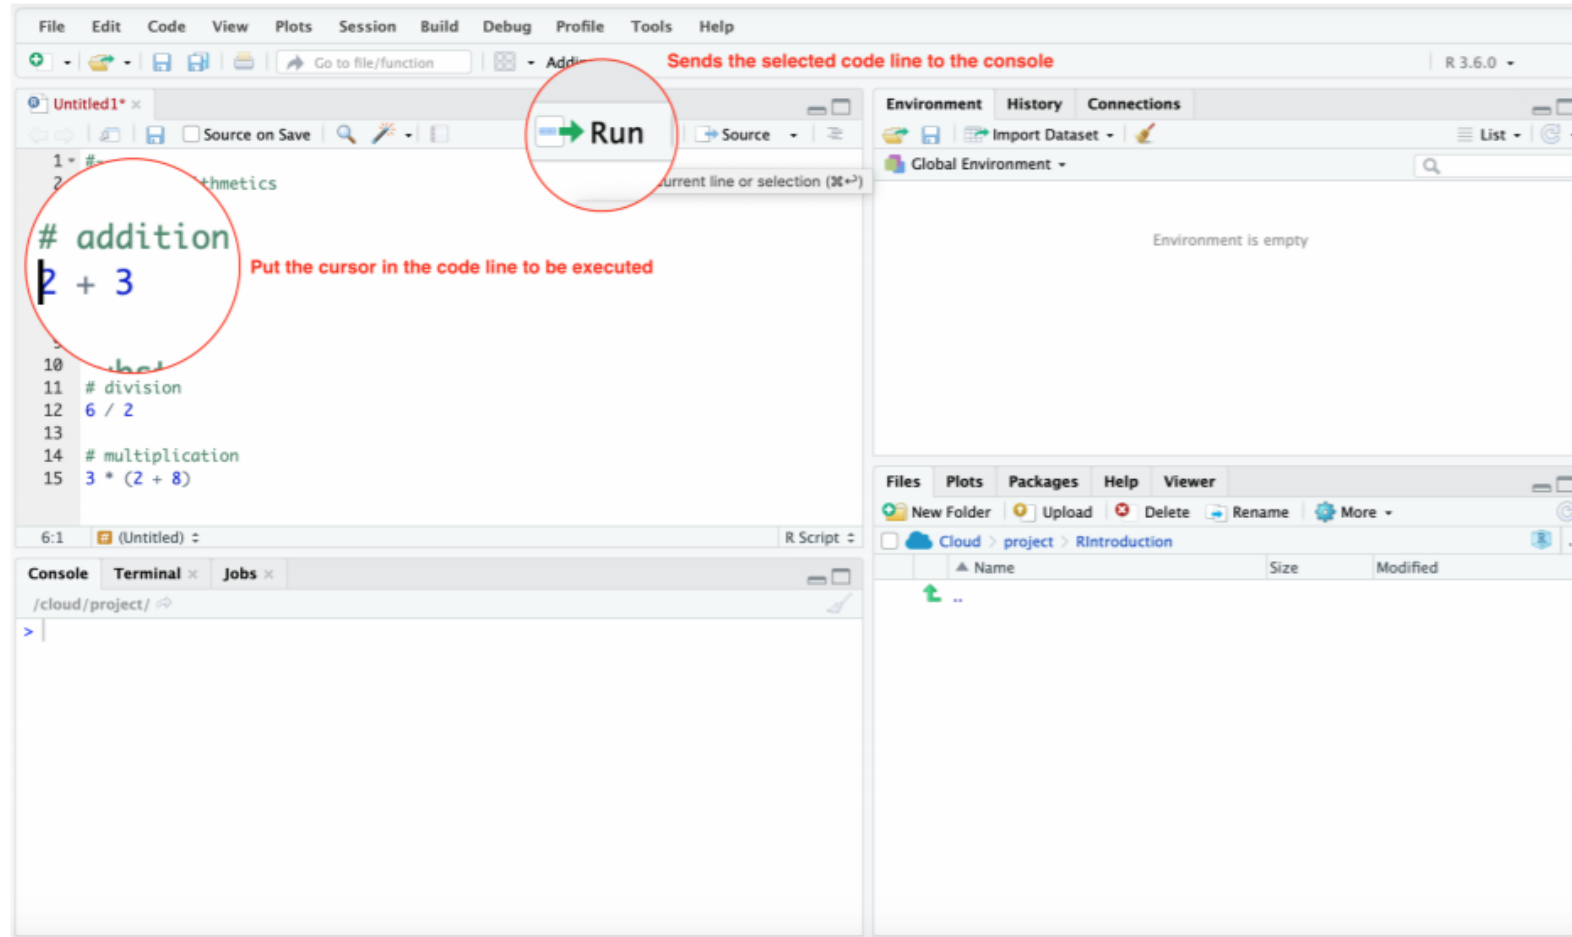 File Edit Code View Plots Session Build Debug Profile Tools Help
Go to file/function
Sends the selected code line to the console
R 3.6.0
Untitled1*
Source on Save
Run
Source
current line or selection (⌘↩)
1 #-
2 thmetics
# addition
2 + 3
Put the cursor in the code line to be executed
10
11 # division
12 6 / 2
13
14 # multiplication
15 3 * (2 + 8)
6:1 (Untitled) R Script
Console Terminal Jobs
/cloud/project/
>
Environment History Connections
Import Dataset List
Global Environment
Environment is empty
Files Plots Packages Help Viewer
New Folder Upload Delete Rename More
Cloud > project > RIntroduction
Name Size Modified
..